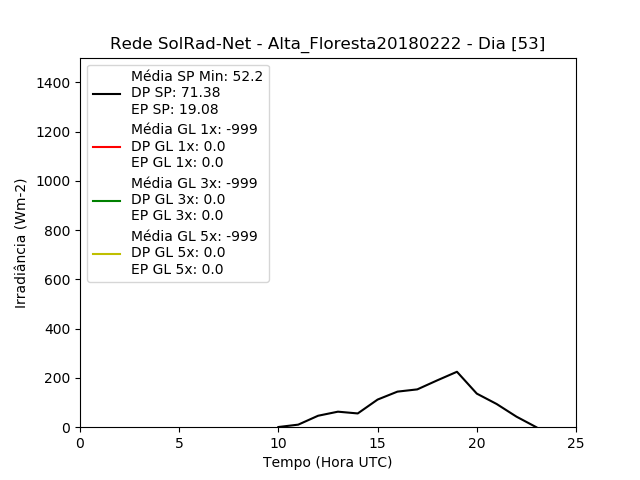 Rede SolRad-Net - Alta_Floresta20180222 - Dia [53]
Média SP Min: 52.2
DP SP: 71.38
EP SP: 19.08
Média GL 1x: -999
DP GL 1x: 0.0
EP GL 1x: 0.0
Média GL 3x: -999
DP GL 3x: 0.0
EP GL 3x: 0.0
Média GL 5x: -999
DP GL 5x: 0.0
EP GL 5x: 0.0
Irradiância (Wm-2)
1400
1200
1000
800
600
400
200
0
0 5 10 15 20 25
Tempo (Hora UTC)